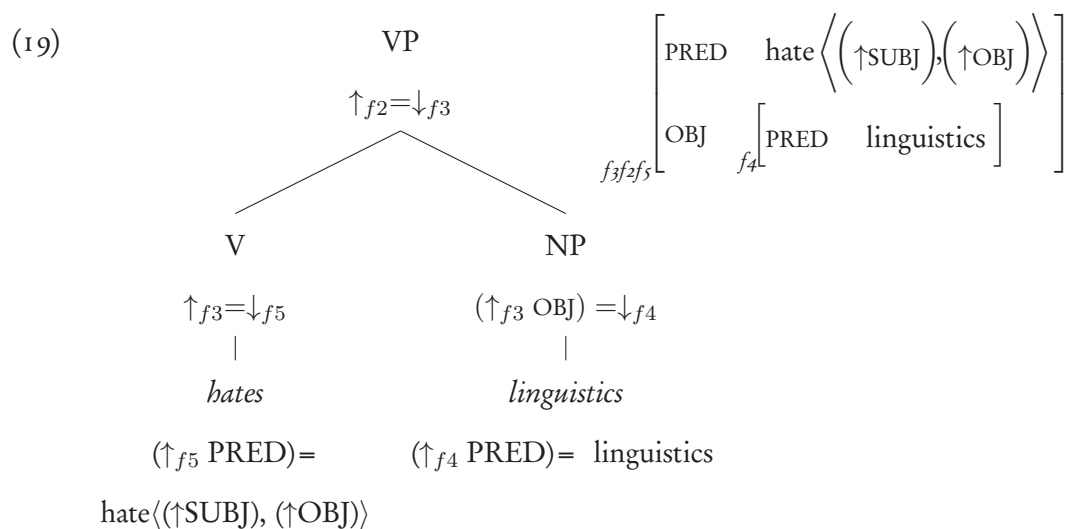 (19)
VP
↑f2=↓f3
V NP
↑f3=↓f5 (↑f3 OBJ) =↓f4
| |
hates linguistics
(↑f5 PRED)= (↑f4 PRED)= linguistics
hate⟨(↑SUBJ), (↑OBJ)⟩
PRED hate⟨(↑SUBJ),(↑OBJ)⟩
OBJ f4[PRED linguistics]
f3f2f5